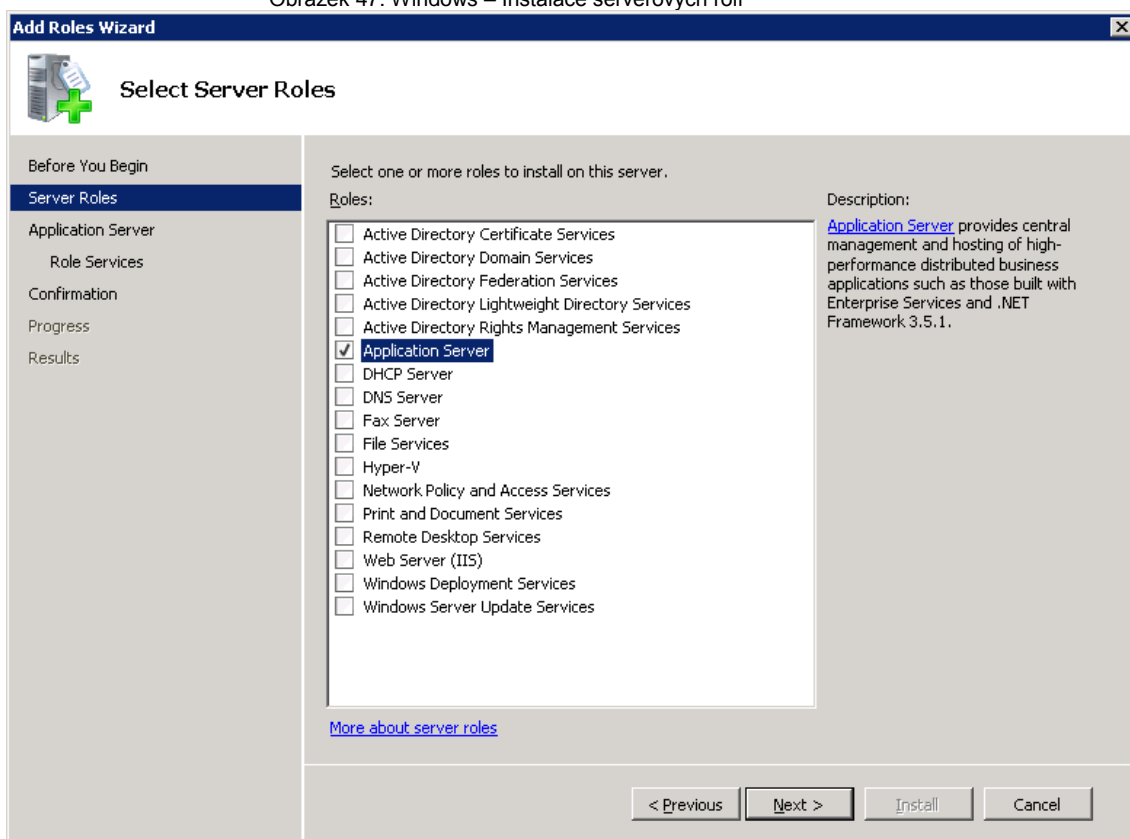 Obrázek 47: Windows – Instalace serverových rolí
Add Roles Wizard
Select Server Roles
Before You Begin
Server Roles
Application Server
Role Services
Confirmation
Progress
Results
Select one or more roles to install on this server.
Roles:
Active Directory Certificate Services
Active Directory Domain Services
Active Directory Federation Services
Active Directory Lightweight Directory Services
Active Directory Rights Management Services
Application Server
DHCP Server
DNS Server
Fax Server
File Services
Hyper-V
Network Policy and Access Services
Print and Document Services
Remote Desktop Services
Web Server (IIS)
Windows Deployment Services
Windows Server Update Services
More about server roles
Description:
Application Server provides central
management and hosting of high-
performance distributed business
applications such as those built with
Enterprise Services and .NET
Framework 3.5.1.
< Previous
Next >
Install
Cancel